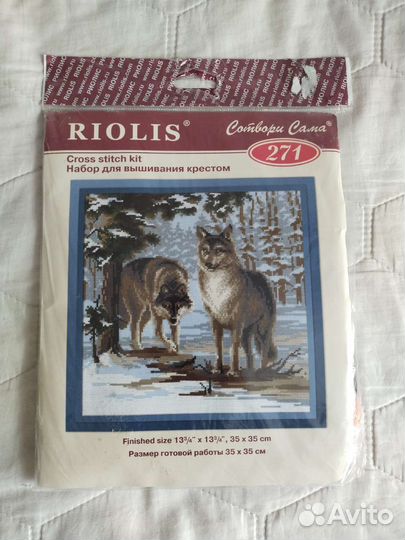 RIOLIS®
Сотвори Сама®
271
Cross stitch kit
Набор для вышивания крестом
Finished size 13³/₄" x 13³/₄", 35 x 35 cm
Размер готовой работы 35 x 35 см
Avito